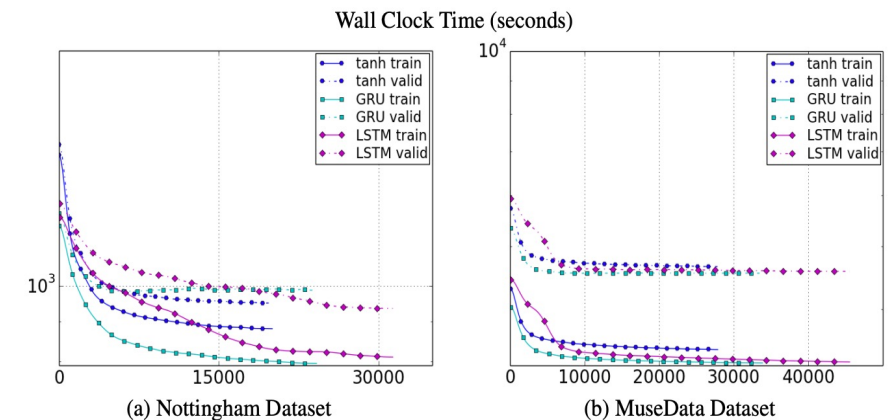 Wall Clock Time (seconds)
tanh train
tanh valid
GRU train
GRU valid
LSTM train
LSTM valid
10³
0 15000 30000
(a) Nottingham Dataset
10⁴
tanh train
tanh valid
GRU train
GRU valid
LSTM train
LSTM valid
0 10000 20000 30000 40000
(b) MuseData Dataset